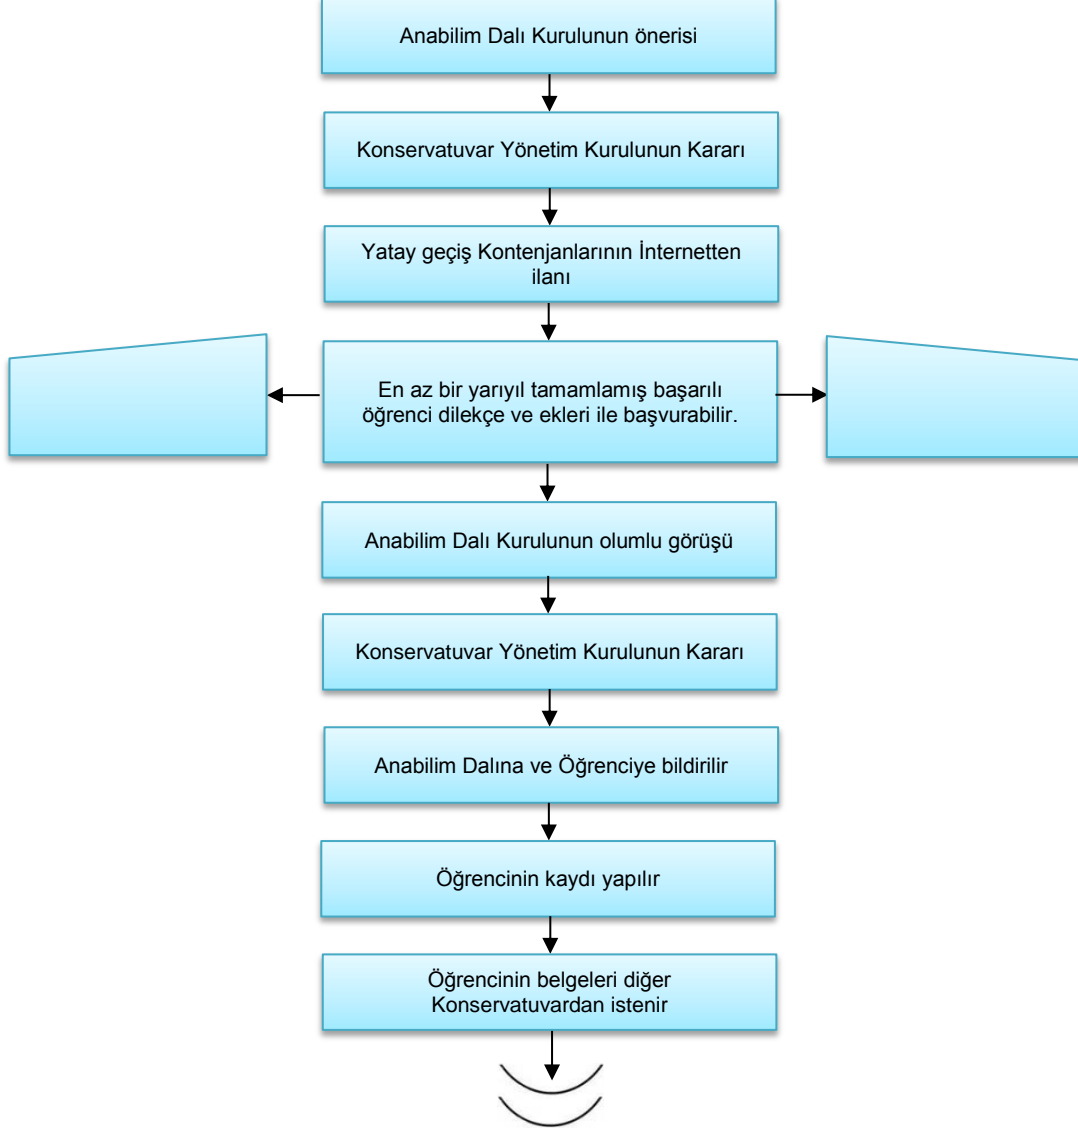 Anabilim Dalı Kurulunun önerisi
Konservatuvar Yönetim Kurulunun Kararı
Yatay geçiş Kontenjanlarının İnternetten
ilanı
En az bir yarıyıl tamamlamış başarılı
öğrenci dilekçe ve ekleri ile başvurabilir.
Anabilim Dalı Kurulunun olumlu görüşü
Konservatuvar Yönetim Kurulunun Kararı
Anabilim Dalına ve Öğrenciye bildirilir
Öğrencinin kaydı yapılır
Öğrencinin belgeleri diğer
Konservatuvardan istenir